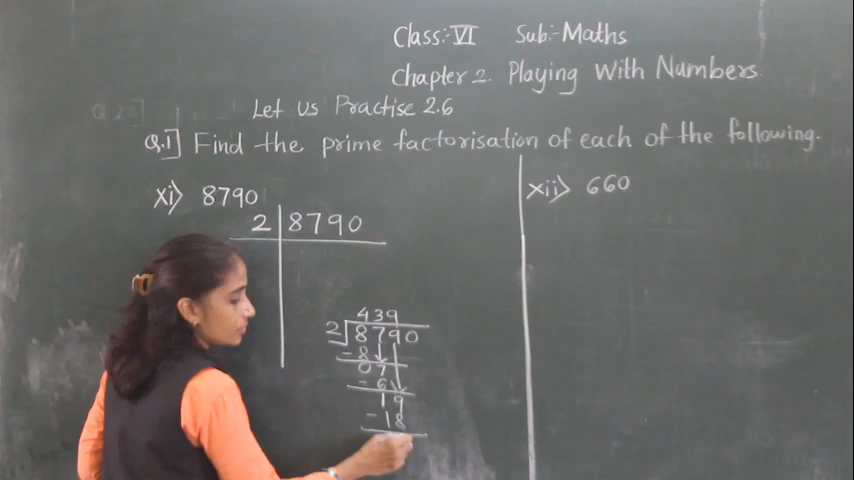 Class:- VI Sub:- Maths
Chapter 2. Playing With Numbers.
Let us Practise 2.6
Q.1] Find the prime factorisation of each of the following.
xi> 8790
2 | 8790
439
2 8790
- 8
07
- 6
19
- 18
xii> 660